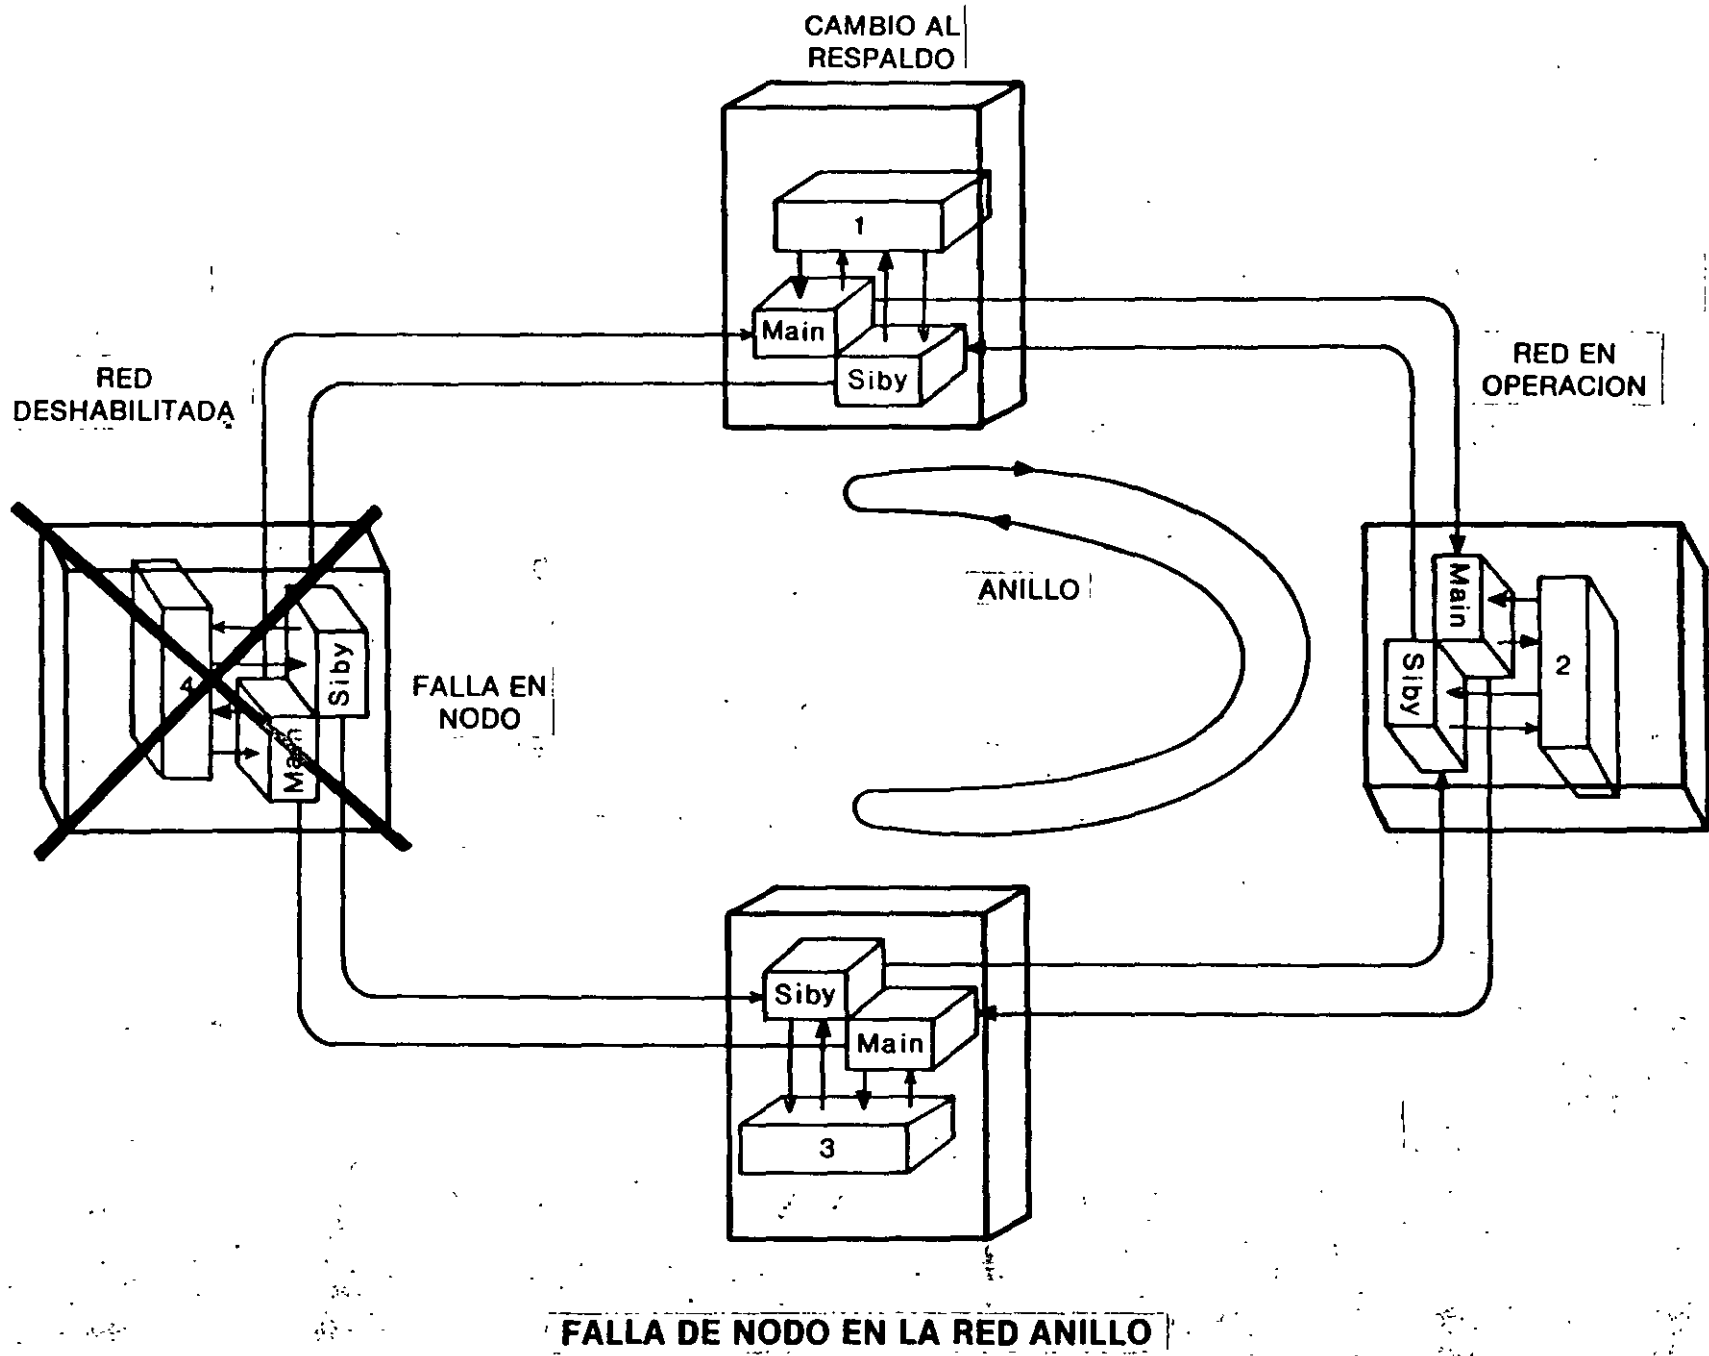 CAMBIO AL
RESPALDO
1
Main
Siby
RED
DESHABILITADA
RED EN
OPERACION
ANILLO
Main
Siby
2
4
Siby
Main
FALLA EN
NODO
Siby
Main
3
FALLA DE NODO EN LA RED ANILLO